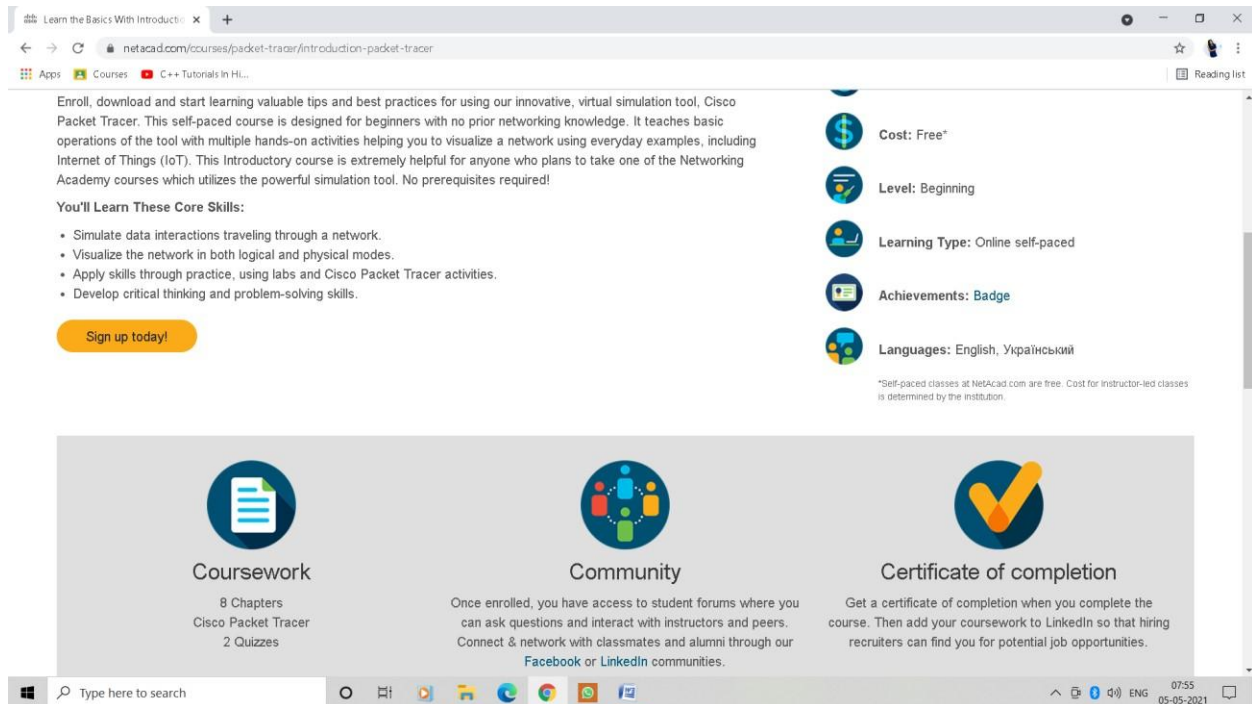 Learn the Basics With Introductio
netacad.com/courses/packet-tracer/introduction-packet-tracer
Apps Courses C++ Tutorials In Hi...
Reading list
Enroll, download and start learning valuable tips and best practices for using our innovative, virtual simulation tool, Cisco
Packet Tracer. This self-paced course is designed for beginners with no prior networking knowledge. It teaches basic
operations of the tool with multiple hands-on activities helping you to visualize a network using everyday examples, including
Internet of Things (IoT). This Introductory course is extremely helpful for anyone who plans to take one of the Networking
Academy courses which utilizes the powerful simulation tool. No prerequisites required!
You'll Learn These Core Skills:
• Simulate data interactions traveling through a network.
• Visualize the network in both logical and physical modes.
• Apply skills through practice, using labs and Cisco Packet Tracer activities.
• Develop critical thinking and problem-solving skills.
Sign up today!
Cost: Free*
Level: Beginning
Learning Type: Online self-paced
Achievements: Badge
Languages: English, Український
*Self-paced classes at NetAcad.com are free. Cost for instructor-led classes
is determined by the institution.
Coursework
8 Chapters
Cisco Packet Tracer
2 Quizzes
Community
Once enrolled, you have access to student forums where you
can ask questions and interact with instructors and peers.
Connect & network with classmates and alumni through our
Facebook or LinkedIn communities.
Certificate of completion
Get a certificate of completion when you complete the
course. Then add your coursework to LinkedIn so that hiring
recruiters can find you for potential job opportunities.
Type here to search
ENG
07:55
05-05-2021